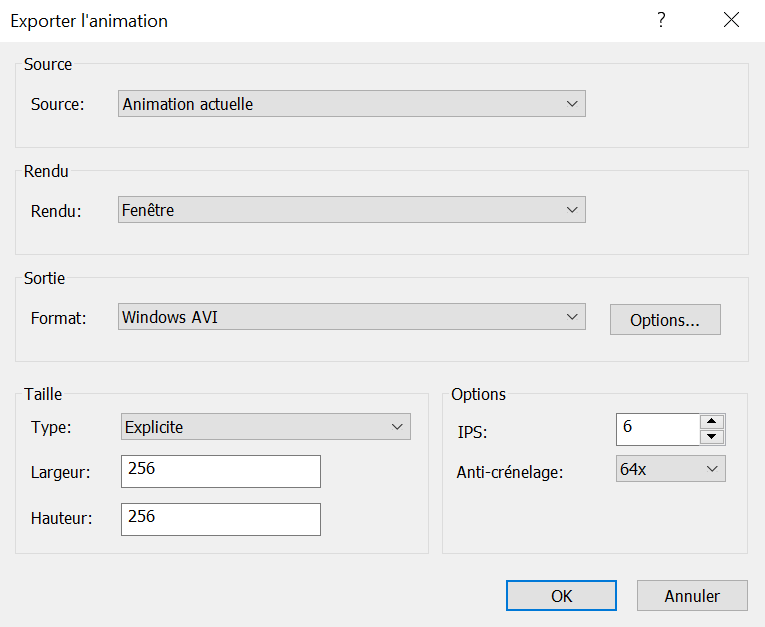 Exporter l'animation ?
Source
Source: Animation actuelle
Rendu
Rendu: Fenêtre
Sortie
Format: Windows AVI Options...
Taille
Type: Explicite
Largeur: 256
Hauteur: 256
Options
IPS: 6
Anti-crénelage: 64x
OK Annuler